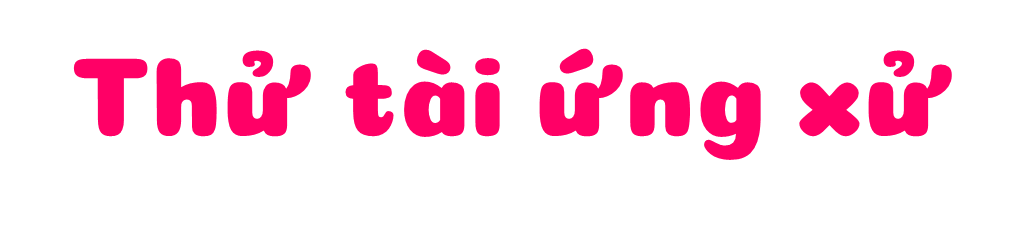 Thử tài ứng xử